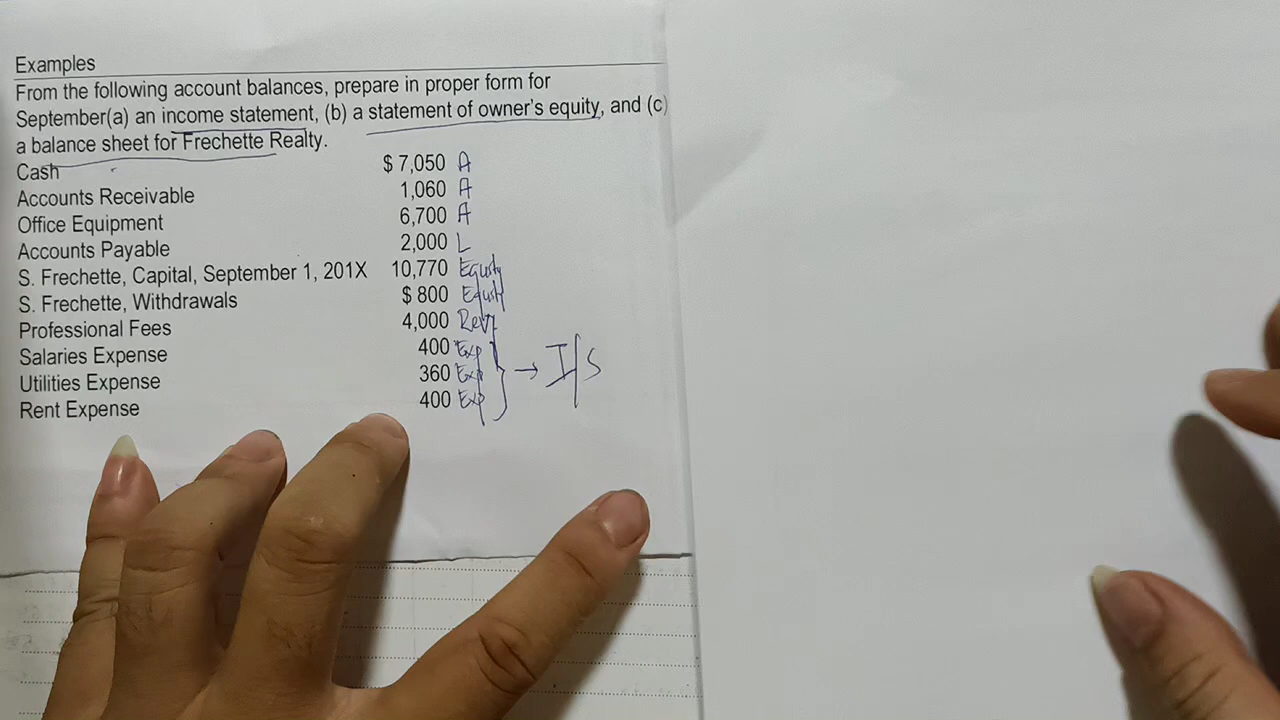 Examples
From the following account balances, prepare in proper form for
September(a) an income statement, (b) a statement of owner's equity, and (c)
a balance sheet for Frechette Realty.
Cash $ 7,050 A
Accounts Receivable 1,060 A
Office Equipment 6,700 A
Accounts Payable 2,000 L
S. Frechette, Capital, September 1, 201X 10,770 Equity
S. Frechette, Withdrawals $ 800 Equity
Professional Fees 4,000 Rev
Salaries Expense 400 Exp
Utilities Expense 360 Exp → I/S
Rent Expense 400 Exp